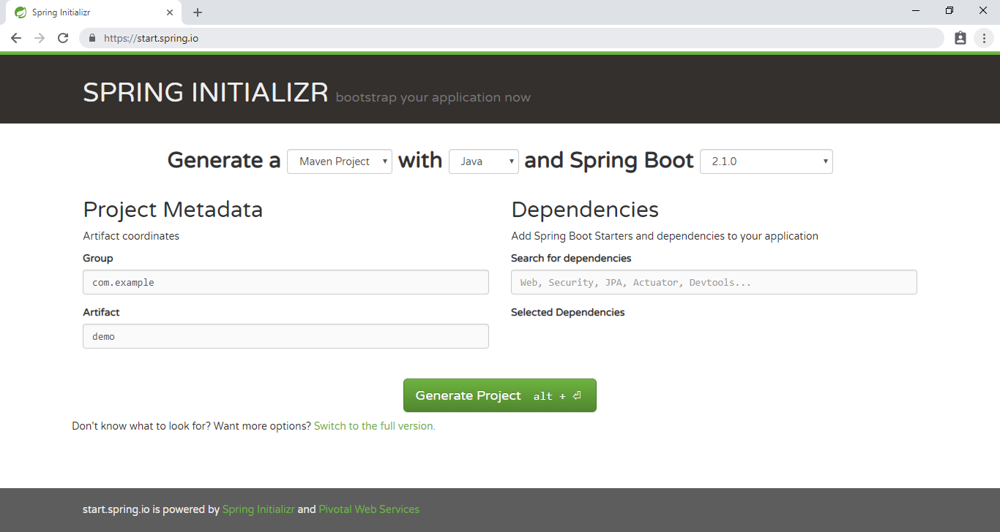 Spring Initializr
https://start.spring.io
SPRING INITIALIZR bootstrap your application now
Generate a Maven Project with Java and Spring Boot 2.1.0
Project Metadata
Artifact coordinates
Group
com.example
Artifact
demo
Dependencies
Add Spring Boot Starters and dependencies to your application
Search for dependencies
Web, Security, JPA, Actuator, Devtools...
Selected Dependencies
Generate Project alt + ⏎
Don't know what to look for? Want more options? Switch to the full version.
start.spring.io is powered by Spring Initializr and Pivotal Web Services